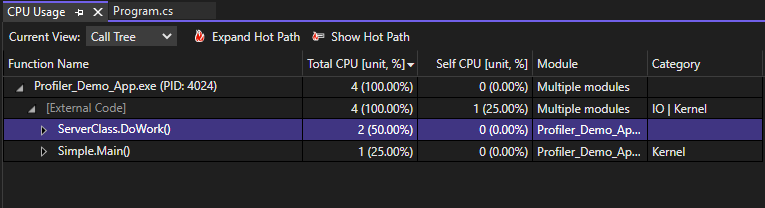 CPU Usage Program.cs
Current View: Call Tree Expand Hot Path Show Hot Path
Function Name Total CPU [unit, %] Self CPU [unit, %] Module Category
Profiler_Demo_App.exe (PID: 4024) 4 (100.00%) 0 (0.00%) Multiple modules
[External Code] 4 (100.00%) 1 (25.00%) Multiple modules IO | Kernel
ServerClass.DoWork() 2 (50.00%) 0 (0.00%) Profiler_Demo_Ap...
Simple.Main() 1 (25.00%) 0 (0.00%) Profiler_Demo_Ap... Kernel